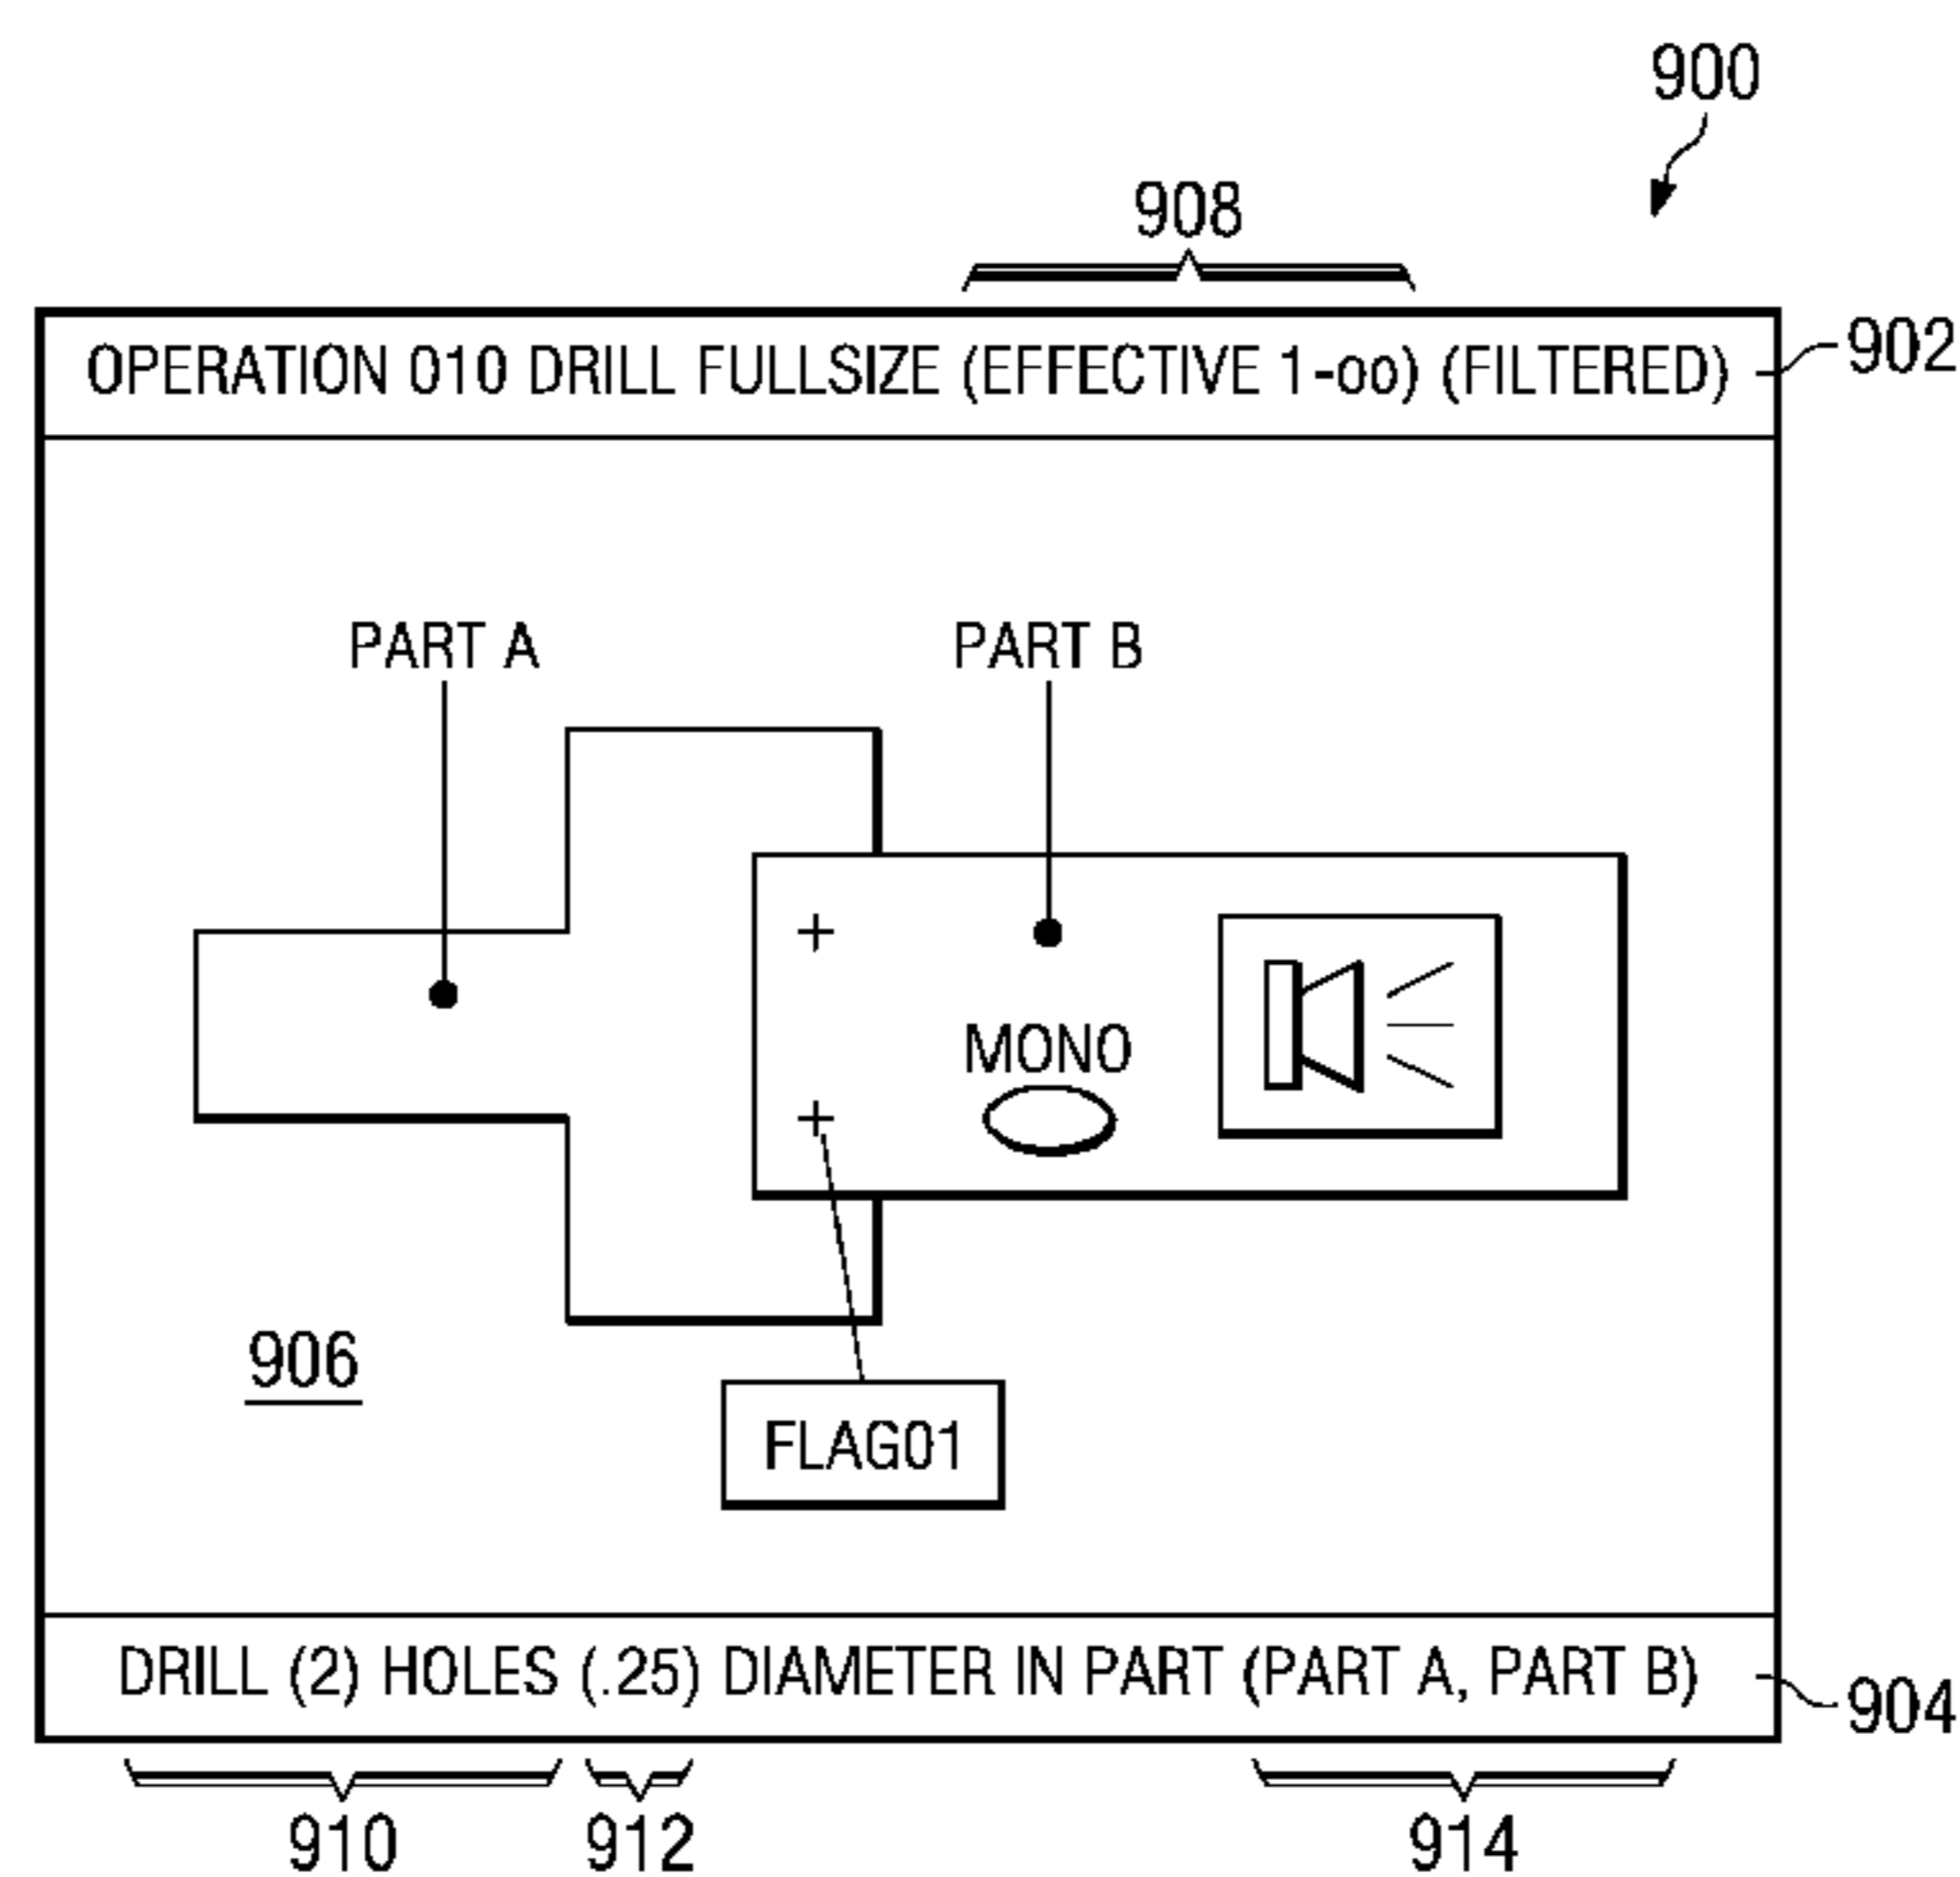 900
908
OPERATION 010 DRILL FULLSIZE (EFFECTIVE 1-oo) (FILTERED)
902
PART A
PART B
MONO
906
FLAG01
DRILL (2) HOLES (.25) DIAMETER IN PART (PART A, PART B)
904
910
912
914